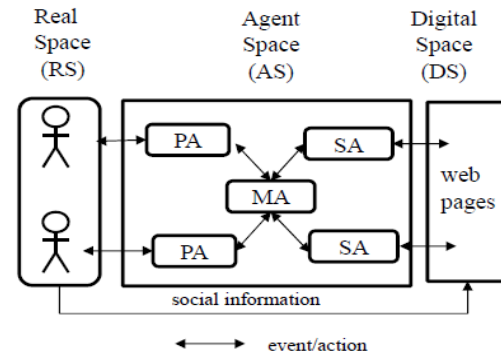 Real
Space
(RS)
Agent
Space
(AS)
Digital
Space
(DS)
PA
SA
MA
PA
SA
web
pages
social information
event/action